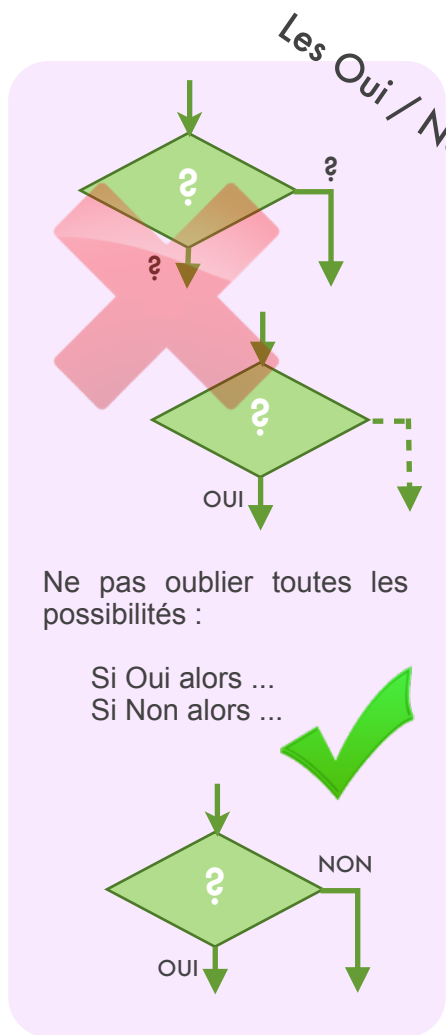 Les Oui / N
?
?
?
?
OUI
Ne pas oublier toutes les
possibilités :
Si Oui alors ...
Si Non alors ...
?
NON
OUI